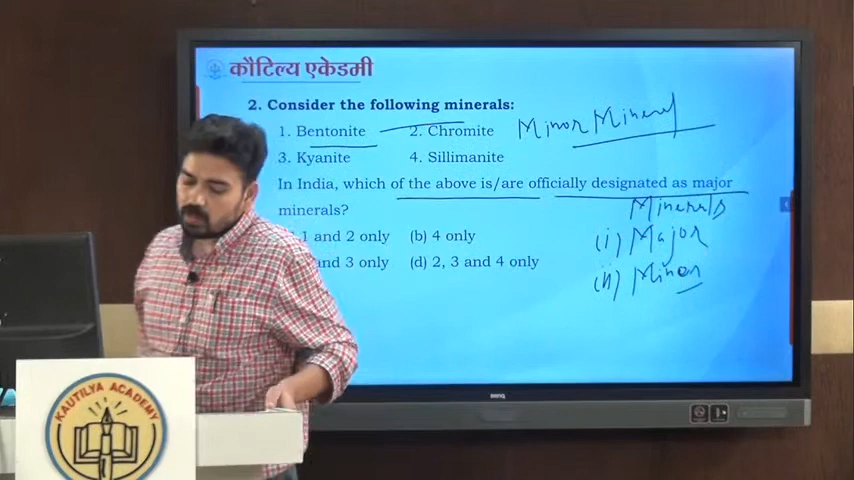 कौटिल्य एकेडमी
2. Consider the following minerals:
1. Bentonite 2. Chromite
Minor Mineral
3. Kyanite 4. Sillimanite
In India, which of the above is/are officially designated as major
minerals?
Minerals
1 and 2 only (b) 4 only
(i) Major
and 3 only (d) 2, 3 and 4 only
(ii) Minor
BenQ
KAUTILYA ACADEMY